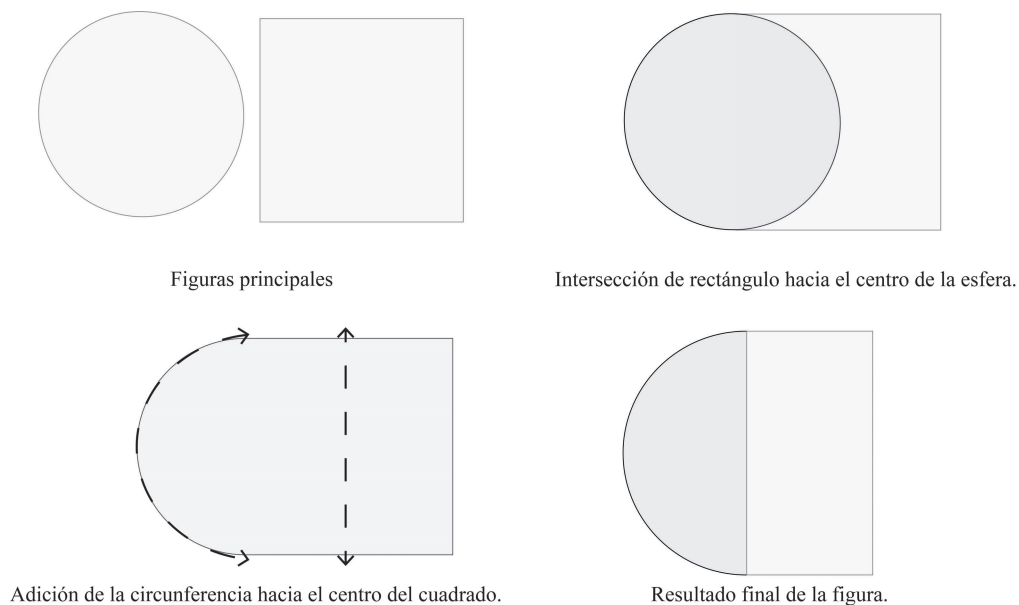 Figuras principales
Intersección de rectángulo hacia el centro de la esfera.
Adición de la circunferencia hacia el centro del cuadrado.
Resultado final de la figura.